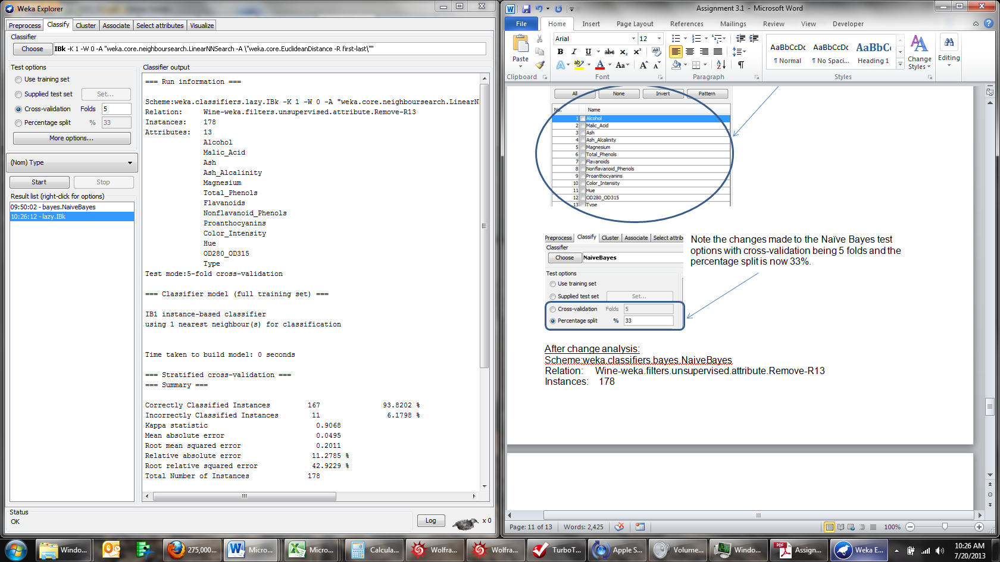 Weka Explorer
Preprocess Classify Cluster Associate Select attributes Visualize
Classifier
Choose IBk -K 1 -W 0 -A "weka.core.neighboursearch.LinearNNSearch -A \"weka.core.EuclideanDistance -R first-last\""
Test options
Use training set
Supplied test set Set...
Cross-validation Folds 5
Percentage split % 33
More options...
(Nom) Type
Start Stop
Result list (right-click for options)
09:50:02 - bayes.NaiveBayes
10:26:12 - lazy.IBk
Classifier output
=== Run information ===
Scheme:weka.classifiers.lazy.IBk -K 1 -W 0 -A "weka.core.neighboursearch.LinearNN
Relation: Wine-weka.filters.unsupervised.attribute.Remove-R13
Instances: 178
Attributes: 13
Alcohol
Malic_Acid
Ash
Ash_Alcalinity
Magnesium
Total_Phenols
Flavanoids
Nonflavanoid_Phenols
Proanthocyanins
Color_Intensity
Hue
OD280_OD315
Type
Test mode:5-fold cross-validation
=== Classifier model (full training set) ===
IB1 instance-based classifier
using 1 nearest neighbour(s) for classification
Time taken to build model: 0 seconds
=== Stratified cross-validation ===
=== Summary ===
Correctly Classified Instances 167 93.8202 %
Incorrectly Classified Instances 11 6.1798 %
Kappa statistic 0.9068
Mean absolute error 0.0495
Root mean squared error 0.2011
Relative absolute error 11.2785 %
Root relative squared error 42.9229 %
Total Number of Instances 178
Status
OK
Log x 0
Assignment 3.1 - Microsoft Word
File Home Insert Page Layout References Mailings Review View Developer
Paste
Clipboard
Arial 12
B I U abc x₂ x² Aa
Font
Paragraph
AaBbCcDc AaBbCcDc AaBbCc
¶ Normal ¶ No Spaci... Heading 1
Change Styles
Styles
Editing
All None Invert Pattern
No. Name
1 Alcohol
2 Malic_Acid
3 Ash
4 Ash_Alcalinity
5 Magnesium
6 Total_Phenols
7 Flavanoids
8 Nonflavanoid_Phenols
9 Proanthocyanins
10 Color_Intensity
11 Hue
12 OD280_OD315
13 Type
Preprocess Classify Cluster Associate Select attrib
Classifier
Choose NaiveBayes
Test options
Use training set
Supplied test set Set...
Cross-validation Folds 5
Percentage split % 33
Note the changes made to the Naïve Bayes test
options with cross-validation being 5 folds and the
percentage split is now 33%.
After change analysis:
Scheme:weka.classifiers.bayes.NaiveBayes
Relation: Wine-weka.filters.unsupervised.attribute.Remove-R13
Instances: 178
Page: 11 of 13 Words: 2,425 100%
Windo... 275,000... Micro... Micro... Calcula... Wolfra... Wolfra... TurboT... Apple S... Volume... Windo... Assign... Weka E...
10:26 AM
7/20/2013